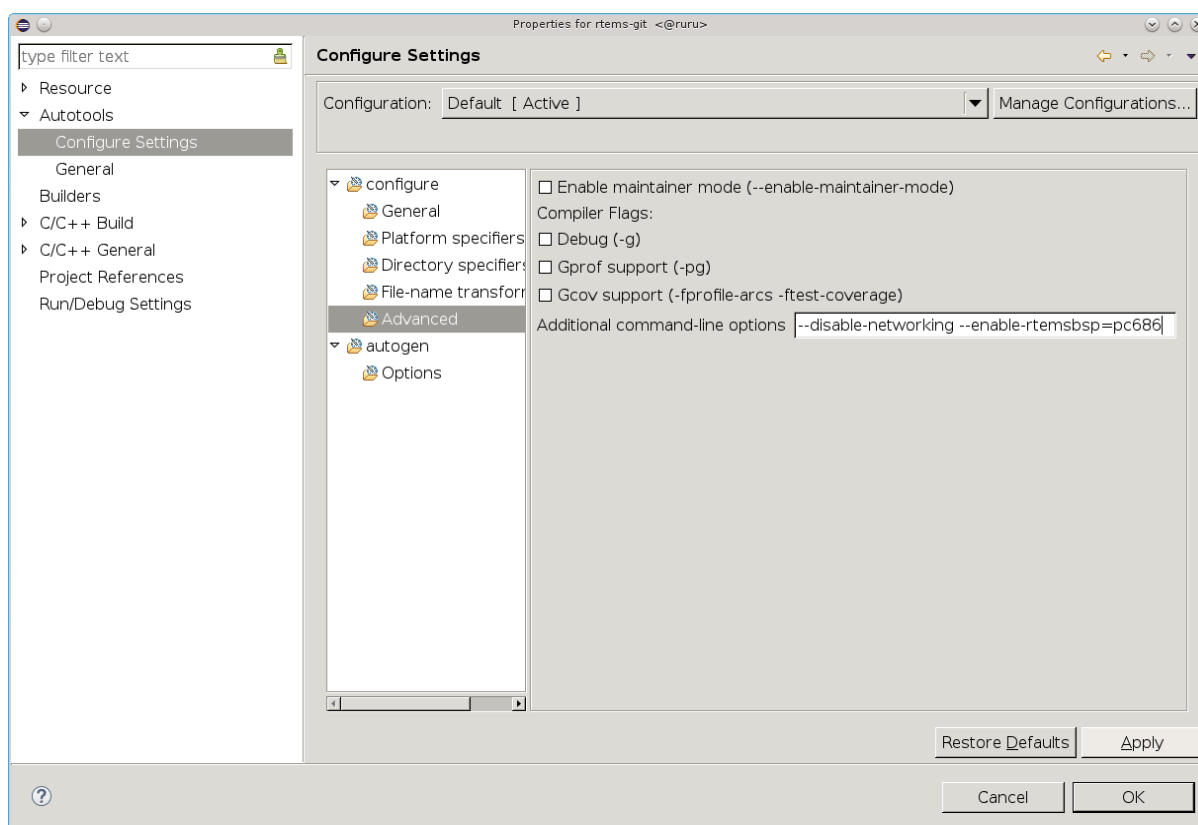 Properties for rtems-git <@ruru>
type filter text
Configure Settings
Resource
Autotools
Configure Settings
General
Builders
C/C++ Build
C/C++ General
Project References
Run/Debug Settings
Configuration: Default [ Active ] Manage Configurations...
configure
General
Platform specifiers
Directory specifiers
File-name transforr
Advanced
autogen
Options
Enable maintainer mode (--enable-maintainer-mode)
Compiler Flags:
Debug (-g)
Gprof support (-pg)
Gcov support (-fprofile-arcs -ftest-coverage)
Additional command-line options --disable-networking --enable-rtemsbsp=pc686
Restore Defaults Apply
? Cancel OK